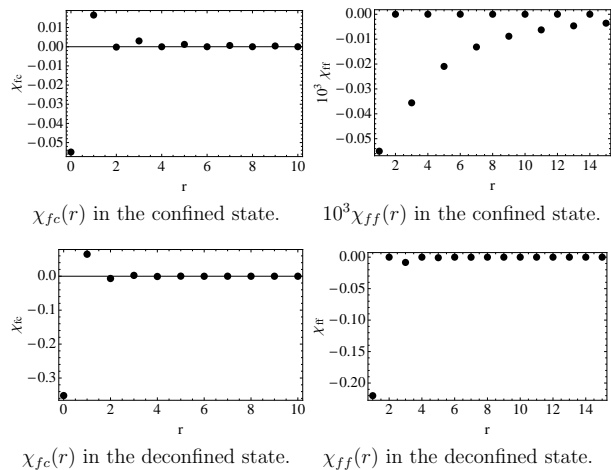 0.01
0.00
−0.01
−0.02
−0.03
−0.04
−0.05
χfc
0 2 4 6 8 10
r
χfc(r) in the confined state.
0.00
−0.01
−0.02
−0.03
−0.04
−0.05
10³ χff
2 4 6 8 10 12 14
r
10³χff(r) in the confined state.
0.0
−0.1
−0.2
−0.3
χfc
0 2 4 6 8 10
r
χfc(r) in the deconfined state.
0.00
−0.05
−0.10
−0.15
−0.20
χff
2 4 6 8 10 12 14
r
χff(r) in the deconfined state.